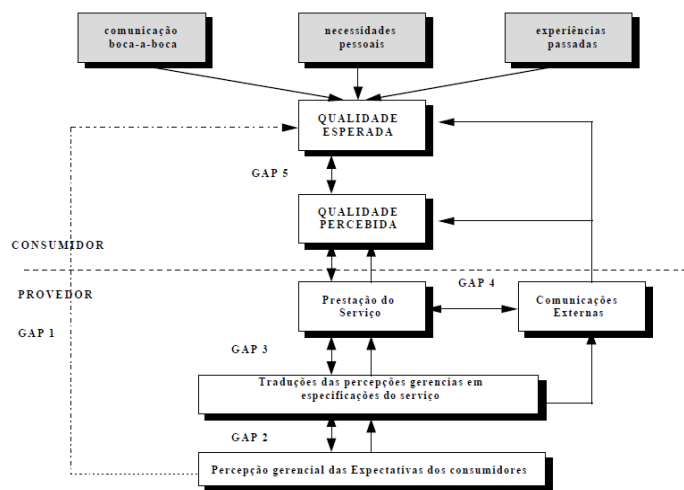 comunicação
boca-a-boca
necessidades
pessoais
experiências
passadas
QUALIDADE
ESPERADA
GAP 5
QUALIDADE
PERCEBIDA
CONSUMIDOR
PROVEDOR
GAP 1
Prestação do
Serviço
GAP 4
Comunicações
Externas
GAP 3
Traduções das percepções gerencias em
especificações do serviço
GAP 2
Percepção gerencial das Expectativas dos consumidores